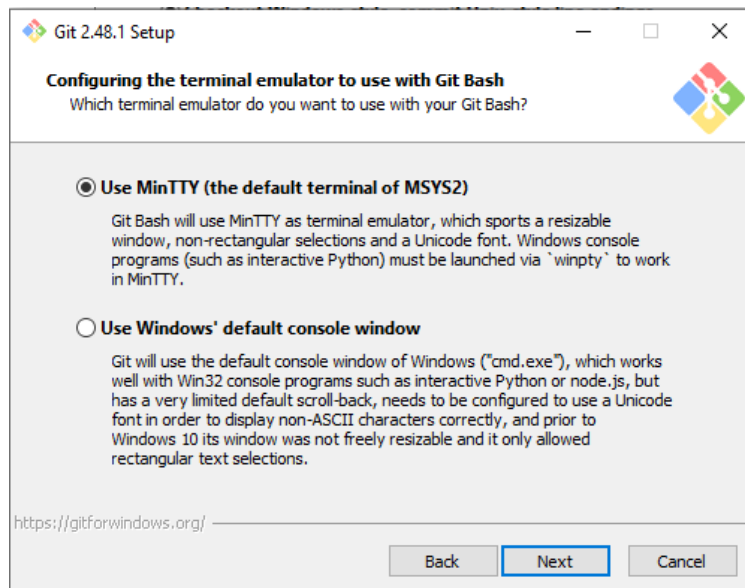 Git 2.48.1 Setup
Configuring the terminal emulator to use with Git Bash
Which terminal emulator do you want to use with your Git Bash?
Use MinTTY (the default terminal of MSYS2)
Git Bash will use MinTTY as terminal emulator, which sports a resizable
window, non-rectangular selections and a Unicode font. Windows console
programs (such as interactive Python) must be launched via `winpty` to work
in MinTTY.
Use Windows' default console window
Git will use the default console window of Windows ("cmd.exe"), which works
well with Win32 console programs such as interactive Python or node.js, but
has a very limited default scroll-back, needs to be configured to use a Unicode
font in order to display non-ASCII characters correctly, and prior to
Windows 10 its window was not freely resizable and it only allowed
rectangular text selections.
https://gitforwindows.org/
Back Next Cancel